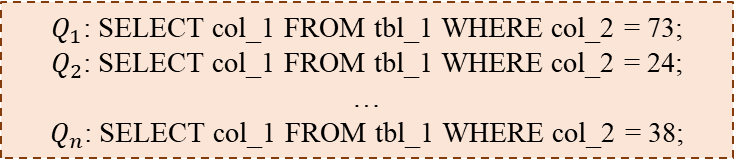 Q₁: SELECT col_1 FROM tbl_1 WHERE col_2 = 73;
Q₂: SELECT col_1 FROM tbl_1 WHERE col_2 = 24;
…
Qₙ: SELECT col_1 FROM tbl_1 WHERE col_2 = 38;